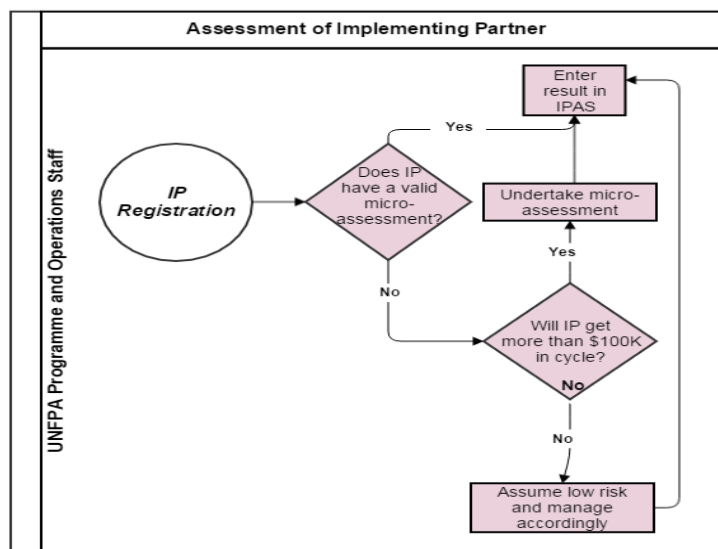 Assessment of Implementing Partner
UNFPA Programme and Operations Staff
IP
Registration
Does IP
have a valid
micro-
assessment?
Yes
Enter
result in
IPAS
Undertake micro-
assessment
Yes
No
Will IP get
more than $100K
in cycle?
No
No
Assume low risk
and manage
accordingly